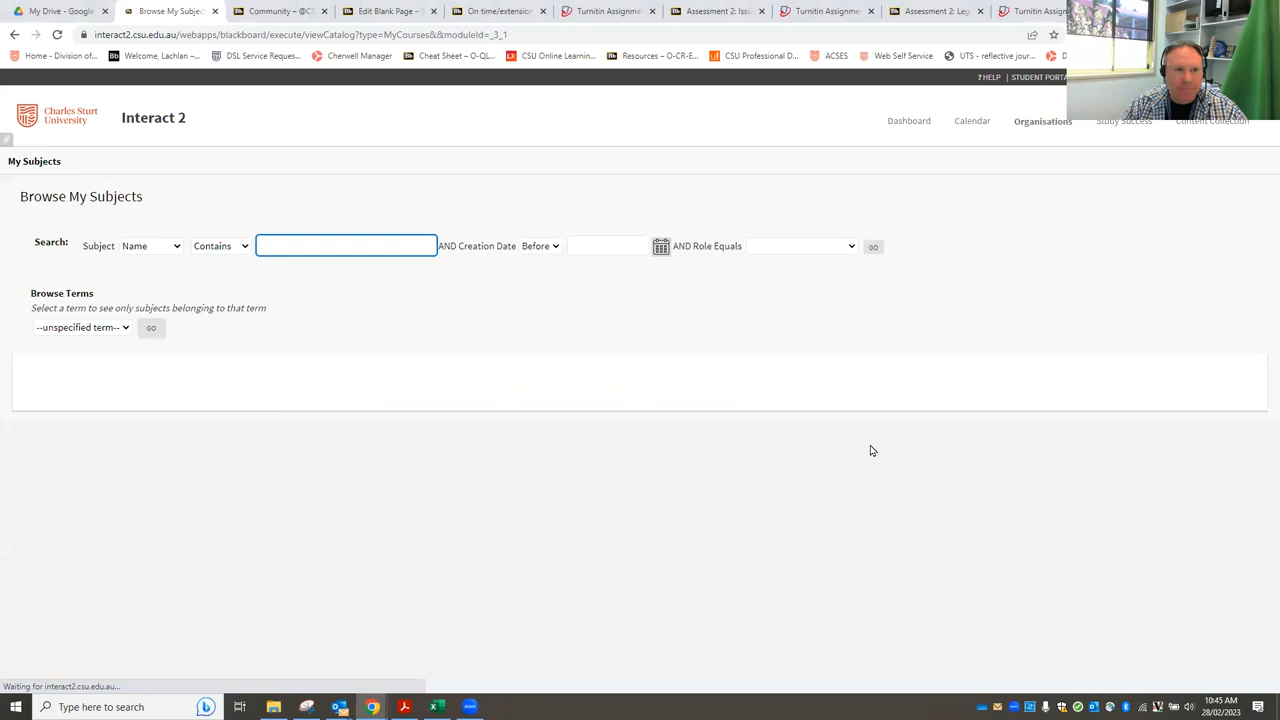 My Drive - Google
Browse My Subjec
Community – @CS
Edit Blank Page – S
On time/extension
Turnitin Assignme
Assessment 2: Issu
Turnitin Assignme
Assessment 2: Leg
Turnitin Assignm
interact2.csu.edu.au/webapps/blackboard/execute/viewCatalog?type=MyCourses&&moduleId=_3_1
Home - Division of...
Welcome, Lachlan –...
DSL Service Reques...
Cherwell Manager
Cheat Sheet – O-QL...
CSU Online Learnin...
Resources – O-CR-E...
CSU Professional D...
ACSES
Web Self Service
UTS - reflective jour...
? HELP | STUDENT PORTA
Charles Sturt
University
Interact 2
Dashboard
Calendar
Organisations
Study Success
Content Collection
My Subjects
Browse My Subjects
Search: Subject Name Contains AND Creation Date Before AND Role Equals GO
Browse Terms
Select a term to see only subjects belonging to that term
--unspecified term-- GO
Waiting for interact2.csu.edu.au...
Type here to search
10:45 AM
28/02/2023